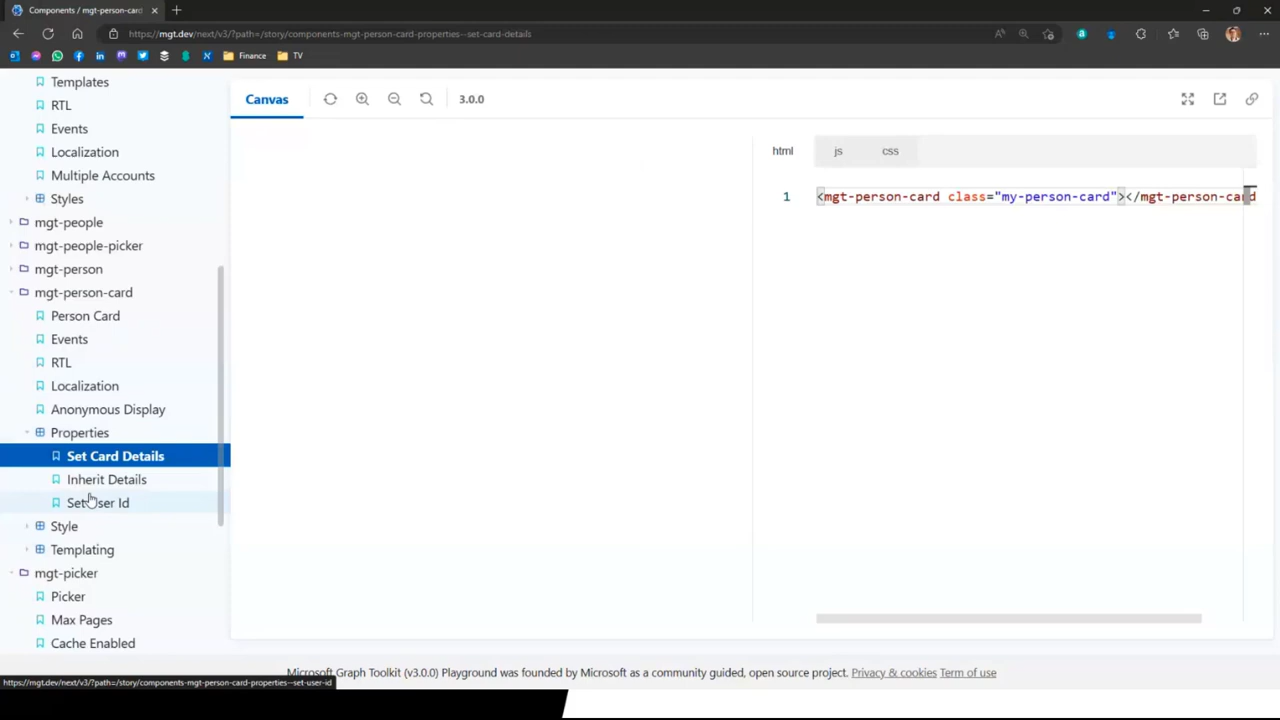 Components / mgt-person-card
https://mgt.dev/next/v3/?path=/story/components-mgt-person-card-properties--set-card-details
Finance
TV
Templates
RTL
Events
Localization
Multiple Accounts
Styles
mgt-people
mgt-people-picker
mgt-person
mgt-person-card
Person Card
Events
RTL
Localization
Anonymous Display
Properties
Set Card Details
Inherit Details
Set User Id
Style
Templating
mgt-picker
Picker
Max Pages
Cache Enabled
Canvas
3.0.0
html
js
css
1
<mgt-person-card class="my-person-card"></mgt-person-card
Microsoft Graph Toolkit (v3.0.0) Playground was founded by Microsoft as a community guided, open source project. Privacy & cookies Term of use
https://mgt.dev/next/v3/?path=/story/components-mgt-person-card-properties--set-user-id